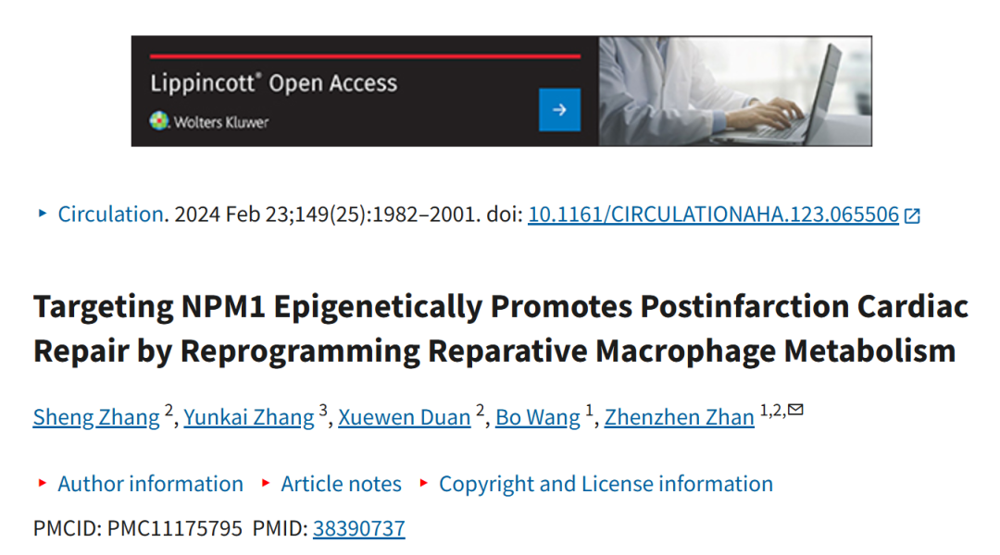 Lippincott® Open Access
Wolters Kluwer
Circulation. 2024 Feb 23;149(25):1982–2001. doi: 10.1161/CIRCULATIONAHA.123.065506
Targeting NPM1 Epigenetically Promotes Postinfarction Cardiac
Repair by Reprogramming Reparative Macrophage Metabolism
Sheng Zhang 2, Yunkai Zhang 3, Xuewen Duan 2, Bo Wang 1, Zhenzhen Zhan 1,2,✉
Author information Article notes Copyright and License information
PMCID: PMC11175795 PMID: 38390737